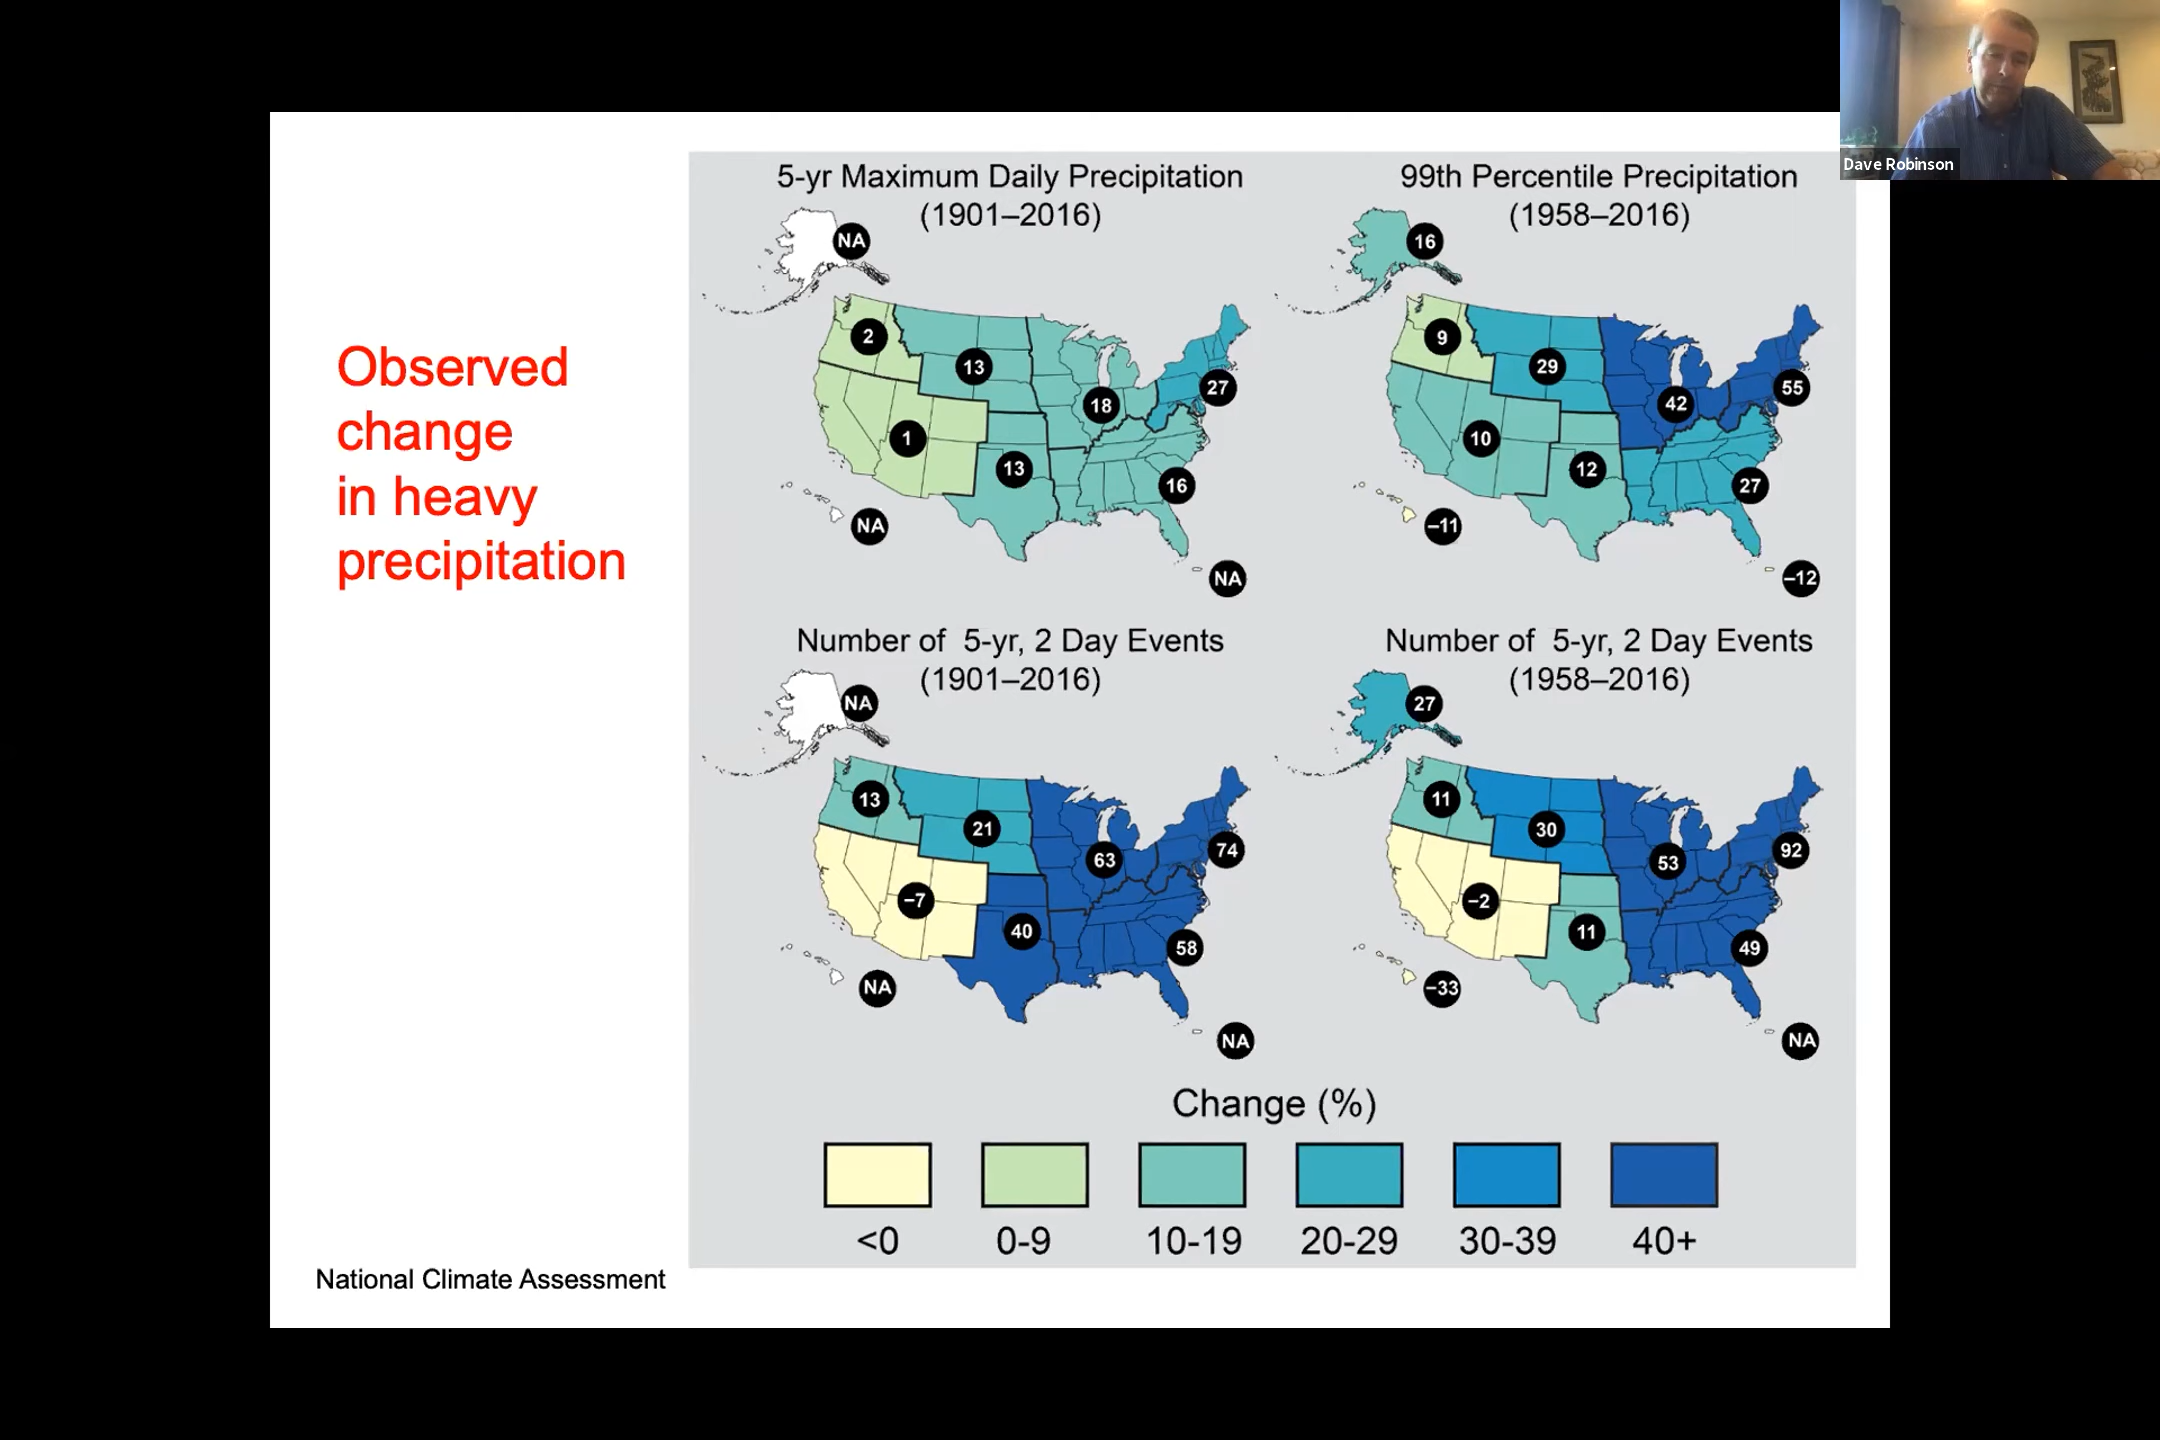 Dave Robinson
Observed
change
in heavy
precipitation
5-yr Maximum Daily Precipitation
(1901–2016)
NA
2
13
18
27
1
13
16
NA
NA
99th Percentile Precipitation
(1958–2016)
16
9
29
42
55
10
12
27
–11
–12
Number of 5-yr, 2 Day Events
(1901–2016)
NA
13
21
63
74
–7
40
58
NA
NA
Number of 5-yr, 2 Day Events
(1958–2016)
27
11
30
53
92
–2
11
49
–33
NA
Change (%)
<0 0-9 10-19 20-29 30-39 40+
National Climate Assessment